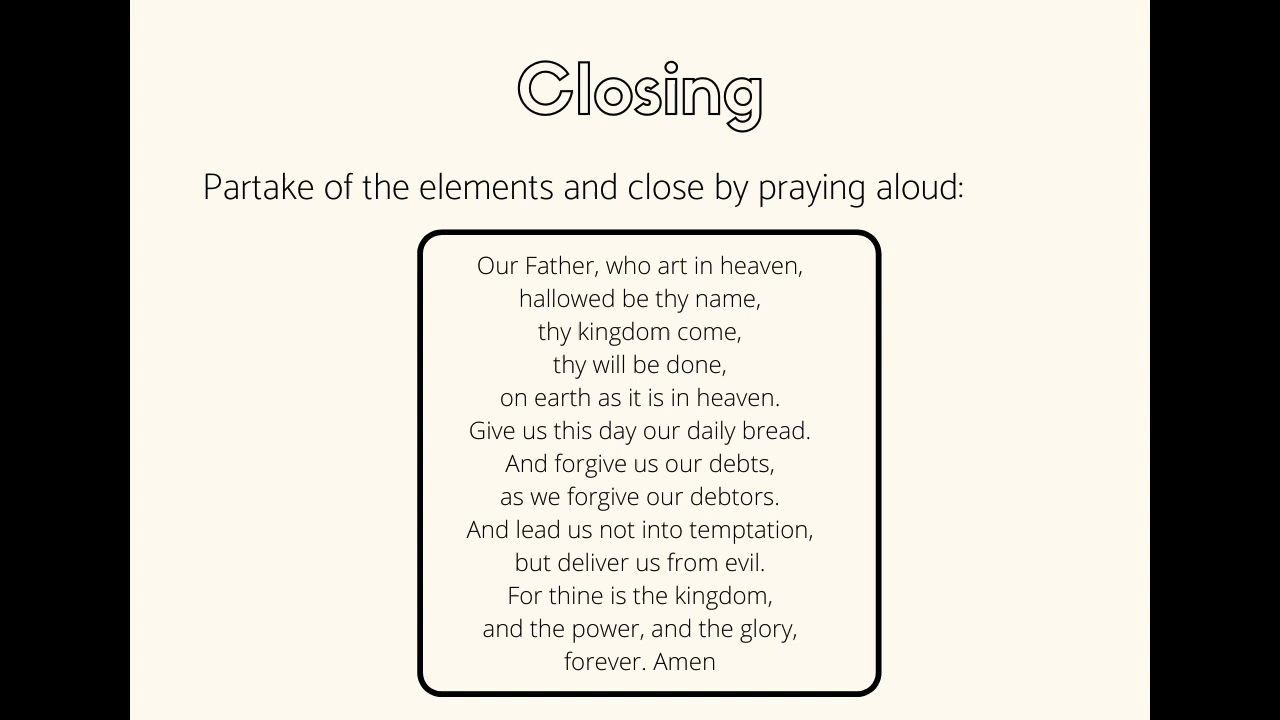 Closing
Partake of the elements and close by praying aloud:
Our Father, who art in heaven,
hallowed be thy name,
thy kingdom come,
thy will be done,
on earth as it is in heaven.
Give us this day our daily bread.
And forgive us our debts,
as we forgive our debtors.
And lead us not into temptation,
but deliver us from evil.
For thine is the kingdom,
and the power, and the glory,
forever. Amen